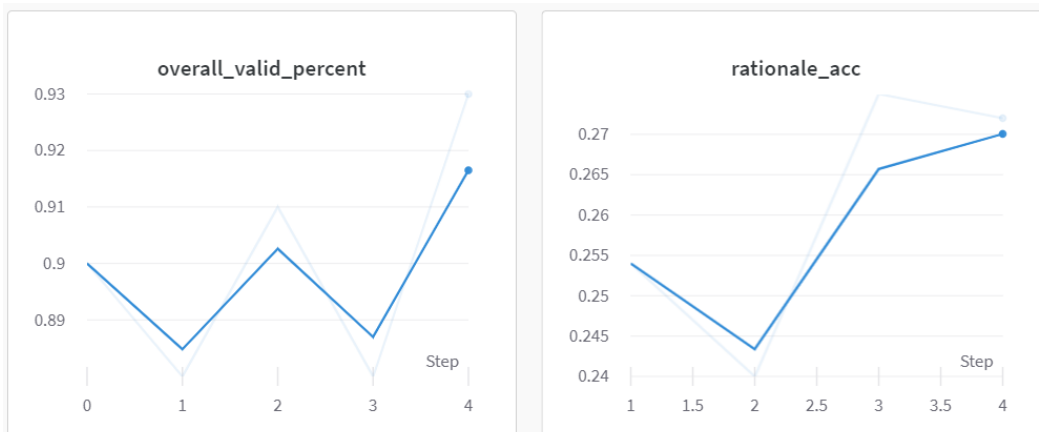 overall_valid_percent
0.93
0.92
0.91
0.9
0.89
Step
0 1 2 3 4
rationale_acc
0.27
0.265
0.26
0.255
0.25
0.245
0.24
Step
1 1.5 2 2.5 3 3.5 4